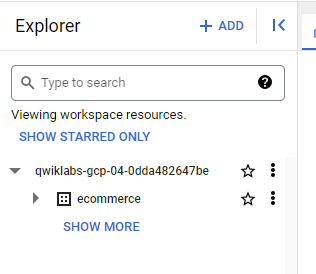 Explorer
+ ADD
Type to search
Viewing workspace resources.
SHOW STARRED ONLY
qwiklabs-gcp-04-0dda482647be
ecommerce
SHOW MORE